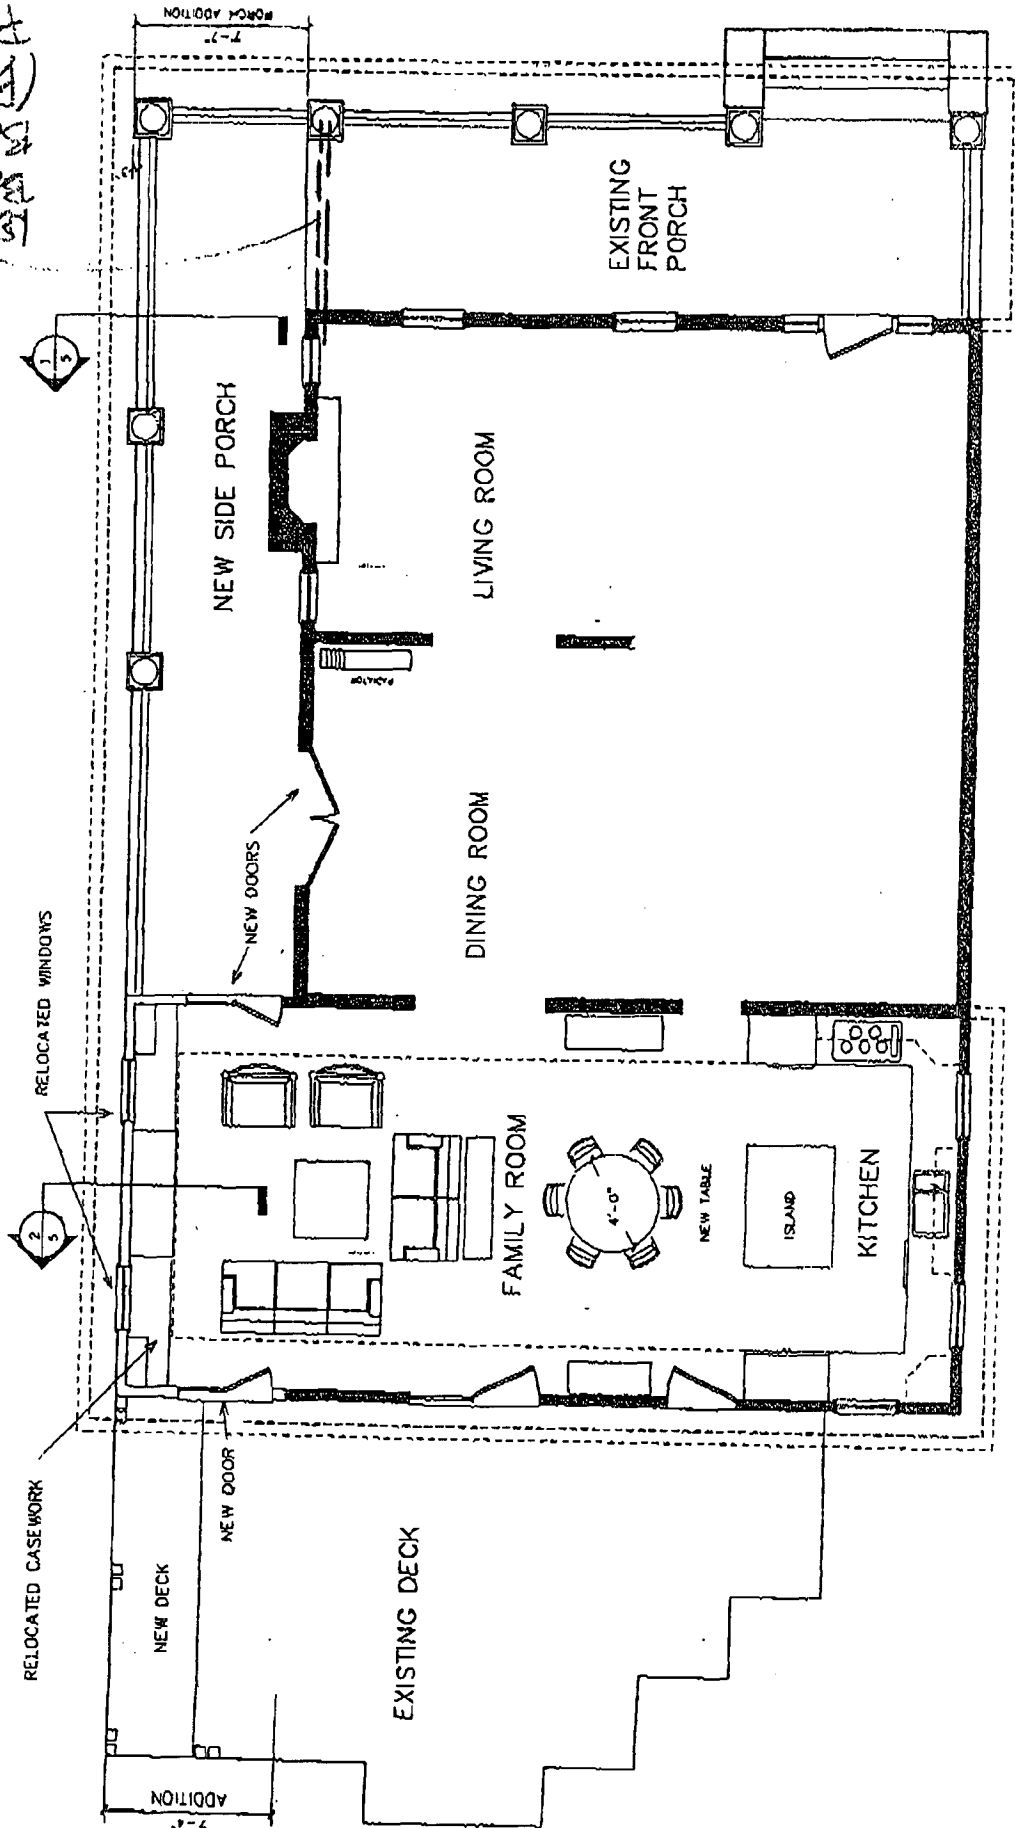 PORCH ADDITION
7'-7"
EXISTING
FRONT
PORCH
1
5
NEW SIDE PORCH
LIVING ROOM
RADIATOR
NEW DOORS
DINING ROOM
RELOCATED WINDOWS
2
5
FAMILY ROOM
4'-0"
NEW TABLE
ISLAND
KITCHEN
RELOCATED CASEWORK
NEW DOOR
NEW DECK
EXISTING DECK
ADDITION